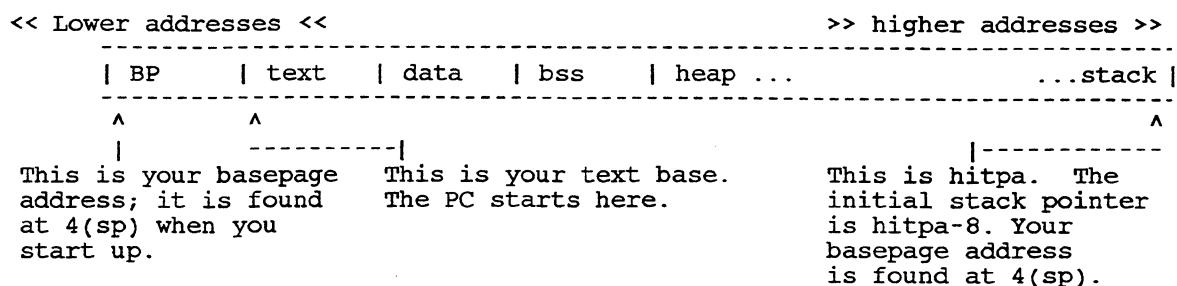 << Lower addresses <<                                >> higher addresses >>
--------------------------------------------------------------------------
| BP | text | data | bss | heap ... ...stack |
--------------------------------------------------------------------------
^ ^ ^
| ----------| |------------
This is your basepage address; it is found at 4(sp) when you start up.
This is your text base. The PC starts here.
This is hitpa. The initial stack pointer is hitpa-8. Your basepage address is found at 4(sp).